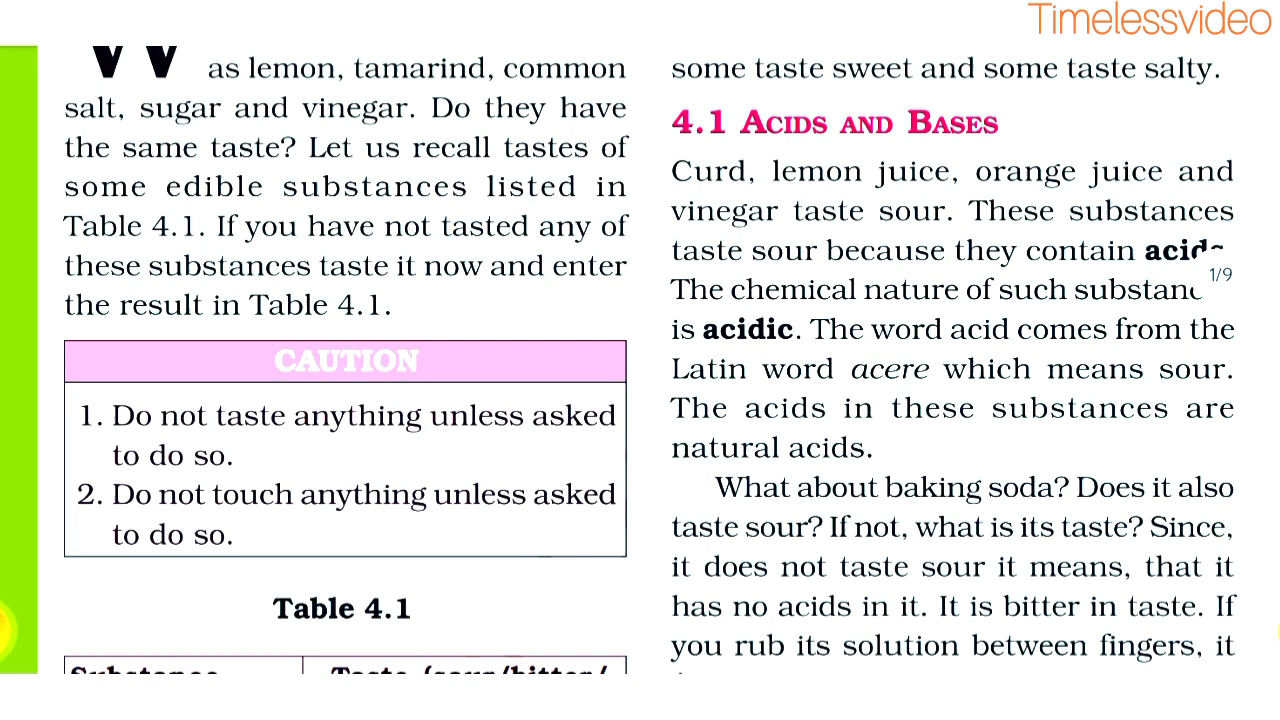 Timelessvideo
as lemon, tamarind, common
salt, sugar and vinegar. Do they have
the same taste? Let us recall tastes of
some edible substances listed in
Table 4.1. If you have not tasted any of
these substances taste it now and enter
the result in Table 4.1.
CAUTION
1. Do not taste anything unless asked
to do so.
2. Do not touch anything unless asked
to do so.
Table 4.1
Substance Taste (sour/bitter/
some taste sweet and some taste salty.
4.1 ACIDS AND BASES
Curd, lemon juice, orange juice and
vinegar taste sour. These substances
taste sour because they contain
1/9
The chemical nature of such
is acidic. The word acid comes from the
Latin word acere which means sour.
The acids in these substances are
natural acids.
What about baking soda? Does it also
taste sour? If not, what is its taste? Since,
it does not taste sour it means, that it
has no acids in it. It is bitter in taste. If
you rub its solution between fingers, it